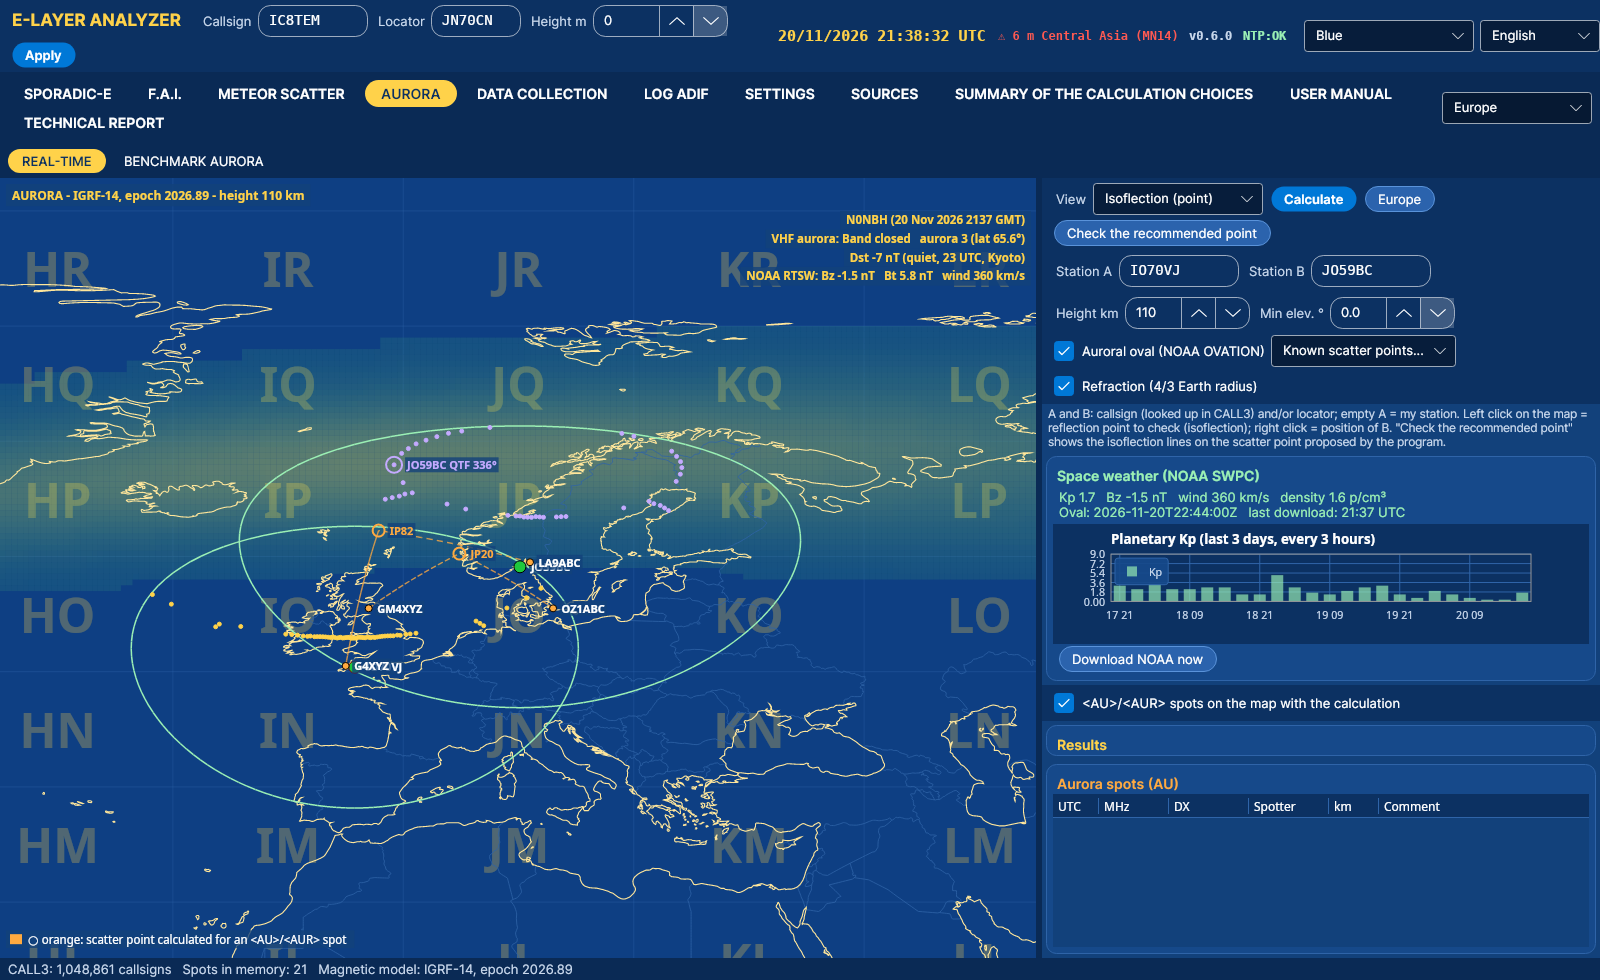 E-LAYER ANALYZER Callsign IC8TEM Locator JN70CN Height m 0
20/11/2026 21:38:32 UTC ⚠ 6 m Central Asia (MN14) v0.6.0 NTP:OK Blue English
Apply
SPORADIC-E F.A.I. METEOR SCATTER AURORA DATA COLLECTION LOG ADIF SETTINGS SOURCES SUMMARY OF THE CALCULATION CHOICES USER MANUAL
TECHNICAL REPORT
Europe
REAL-TIME BENCHMARK AURORA
AURORA - IGRF-14, epoch 2026.89 - height 110 km
N0NBH (20 Nov 2026 2137 GMT)
VHF aurora: Band closed aurora 3 (lat 65.6°)
Dst -7 nT (quiet, 23 UTC, Kyoto)
NOAA RTSW: Bz -1.5 nT Bt 5.8 nT wind 360 km/s
HR IR JR
HQ IQ JQ KQ LQ
JO59BC QTF 336°
HP IP JP KP LP
IP82
JP20
LA9ABC
HO IO JO KO LO
GM4XYZ
OZ1ABC
G4XYZ VJ
HN IN JN KN LN
HM IM JM KM LM
orange: scatter point calculated for an <AU>/<AUR> spot
CALL3: 1,048,861 callsigns Spots in memory: 21 Magnetic model: IGRF-14, epoch 2026.89
View Isoflection (point) Calculate Europe
Check the recommended point
Station A IO70VJ Station B JO59BC
Height km 110 Min elev. ° 0.0
Auroral oval (NOAA OVATION) Known scatter points...
Refraction (4/3 Earth radius)
A and B: callsign (looked up in CALL3) and/or locator; empty A = my station. Left click on the map =
reflection point to check (isoflection); right click = position of B. "Check the recommended point"
shows the isoflection lines on the scatter point proposed by the program.
Space weather (NOAA SWPC)
Kp 1.7 Bz -1.5 nT wind 360 km/s density 1.6 p/cm³
Oval: 2026-11-20T22:44:00Z last download: 21:37 UTC
Planetary Kp (last 3 days, every 3 hours)
9.0
7.2
5.4
3.6
1.8
0.00
Kp
17 21 18 09 18 21 19 09 19 21 20 09
Download NOAA now
<AU>/<AUR> spots on the map with the calculation
Results
Aurora spots (AU)
UTC MHz DX Spotter km Comment